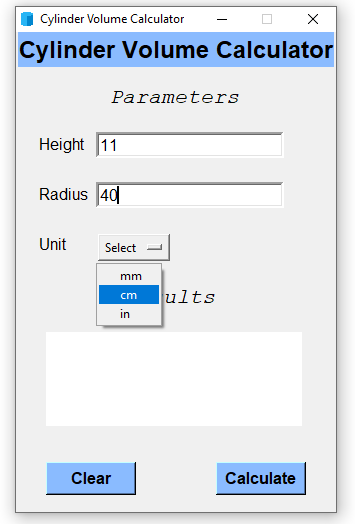 Cylinder Volume Calculator
Cylinder Volume Calculator
Parameters
Height 11
Radius 40
Unit Select
mm
cm
ults
in
Clear Calculate